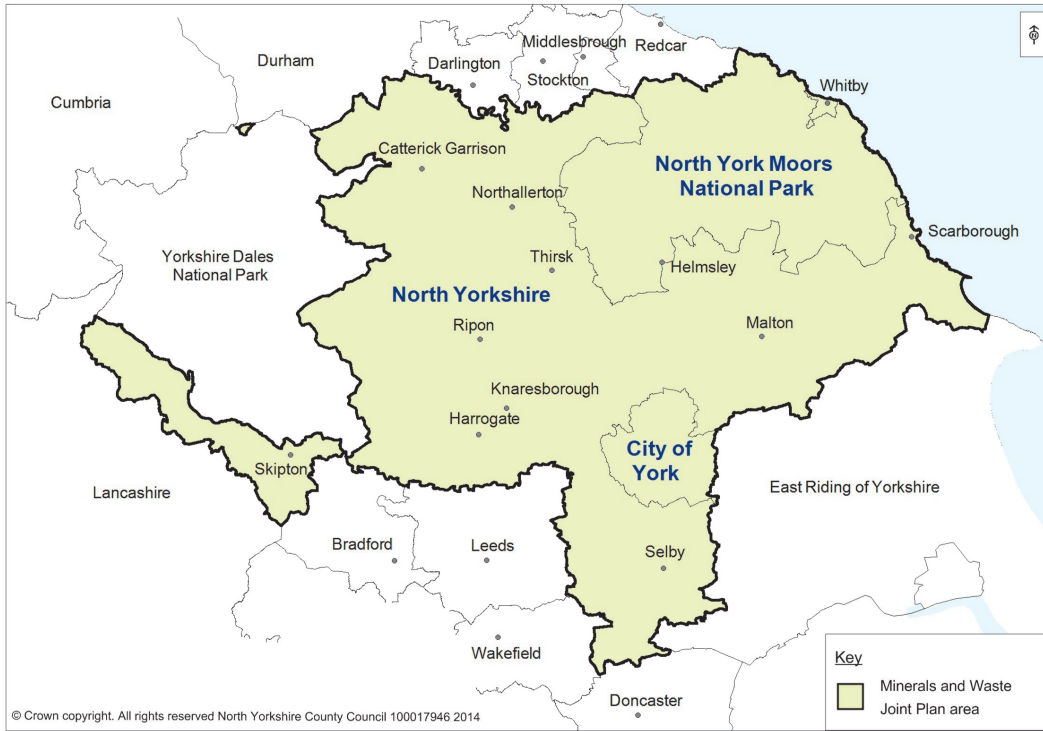 Durham
Darlington
Middlesbrough
Stockton
Redcar
N
Cumbria
Whitby
Catterick Garrison
North York Moors
National Park
Northallerton
Scarborough
Yorkshire Dales
National Park
Thirsk
Helmsley
North Yorkshire
Ripon
Malton
Knaresborough
Harrogate
City of
York
Skipton
Lancashire
East Riding of Yorkshire
Bradford
Leeds
Selby
Wakefield
Doncaster
Key
Minerals and Waste
Joint Plan area
© Crown copyright. All rights reserved North Yorkshire County Council 100017946 2014